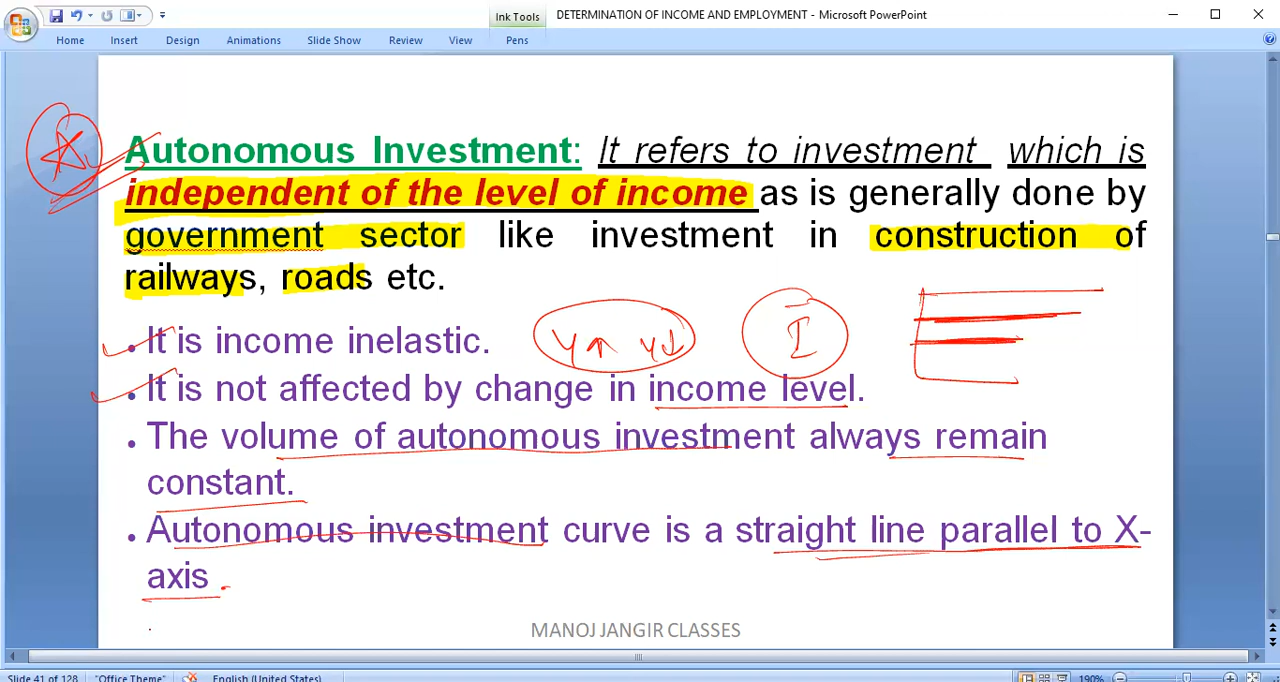 Ink Tools
DETERMINATION OF INCOME AND EMPLOYMENT - Microsoft PowerPoint
Home Insert Design Animations Slide Show Review View Pens
Autonomous Investment: It refers to investment which is
independent of the level of income as is generally done by
government sector like investment in construction of
railways, roads etc.
• It is income inelastic. Y↑ Y↓ Ī
• It is not affected by change in income level.
• The volume of autonomous investment always remain
constant.
• Autonomous investment curve is a straight line parallel to X-
axis.
MANOJ JANGIR CLASSES
Slide 41 of 128 "Office Theme" English (United States) 190%